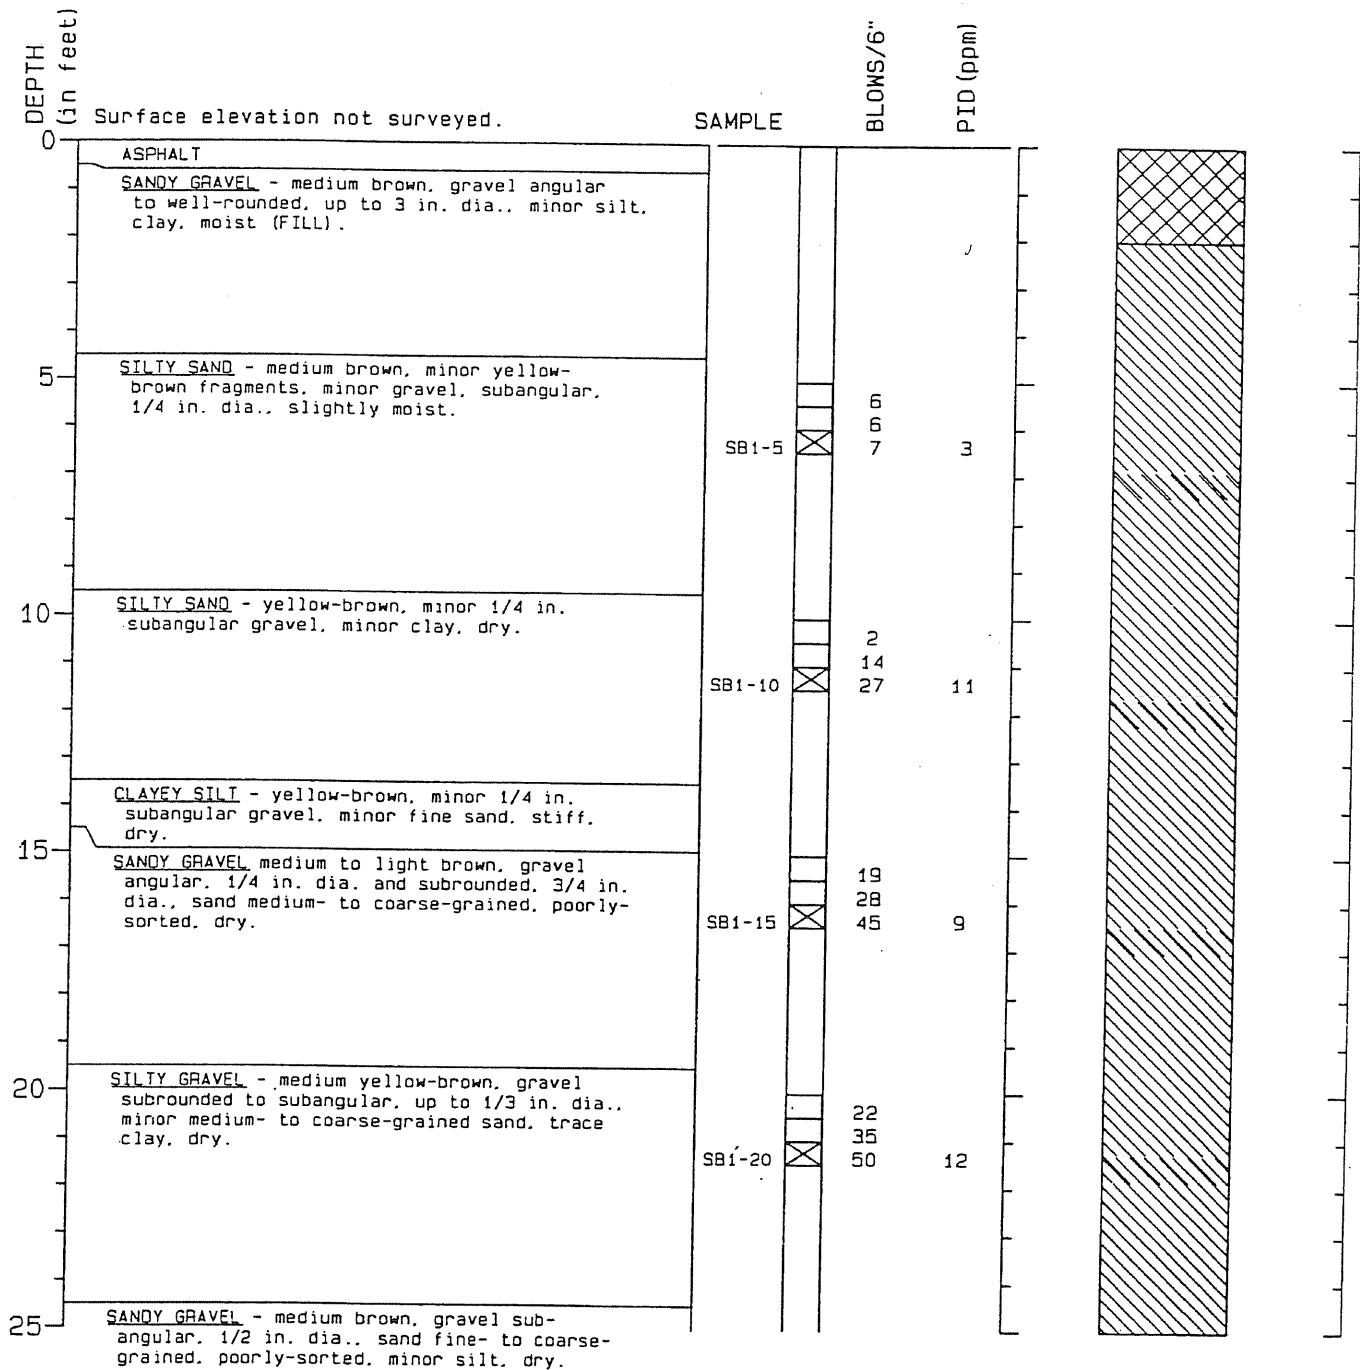 DEPTH
(in feet)
Surface elevation not surveyed.
SAMPLE
BLOWS/6"
PID (ppm)
0
ASPHALT
SANDY GRAVEL - medium brown, gravel angular
to well-rounded, up to 3 in. dia., minor silt,
clay, moist (FILL).
5
SILTY SAND - medium brown, minor yellow-
brown fragments, minor gravel, subangular,
1/4 in. dia., slightly moist.
6
6
SB1-5 7 3
10
SILTY SAND - yellow-brown, minor 1/4 in.
subangular gravel, minor clay, dry.
2
14
SB1-10 27 11
CLAYEY SILT - yellow-brown, minor 1/4 in.
subangular gravel, minor fine sand, stiff,
dry.
15
SANDY GRAVEL medium to light brown, gravel
angular, 1/4 in. dia. and subrounded, 3/4 in.
dia., sand medium- to coarse-grained, poorly-
sorted, dry.
19
28
SB1-15 45 9
20
SILTY GRAVEL - medium yellow-brown, gravel
subrounded to subangular, up to 1/3 in. dia.,
minor medium- to coarse-grained sand, trace
clay, dry.
22
35
SB1-20 50 12
25
SANDY GRAVEL - medium brown, gravel sub-
angular, 1/2 in. dia., sand fine- to coarse-
grained, poorly-sorted, minor silt, dry.